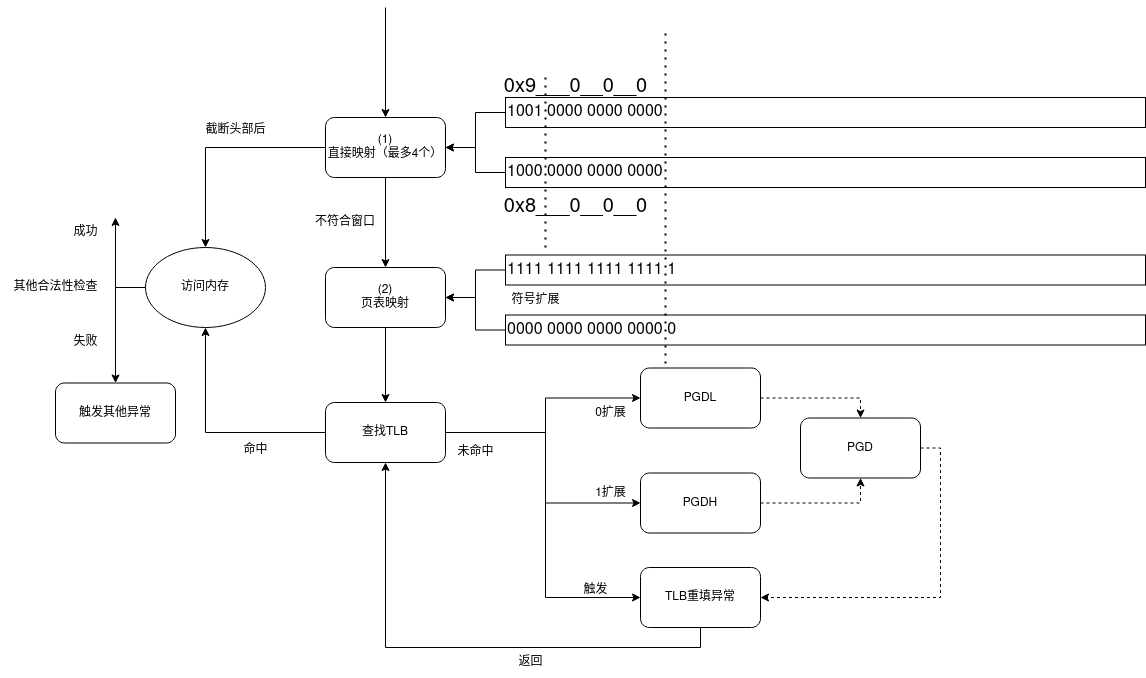 0x9___0__0__0
1001 0000 0000 0000
截断头部后
(1)
直接映射（最多4个）
1000 0000 0000 0000
0x8___0__0__0
不符合窗口
成功
1111 1111 1111 1111 1
其他合法性检查
访问内存
(2)
页表映射
符号扩展
0000 0000 0000 0000 0
失败
触发其他异常
查找TLB
命中
未命中
0扩展
PGDL
PGD
1扩展
PGDH
触发
TLB重填异常
返回